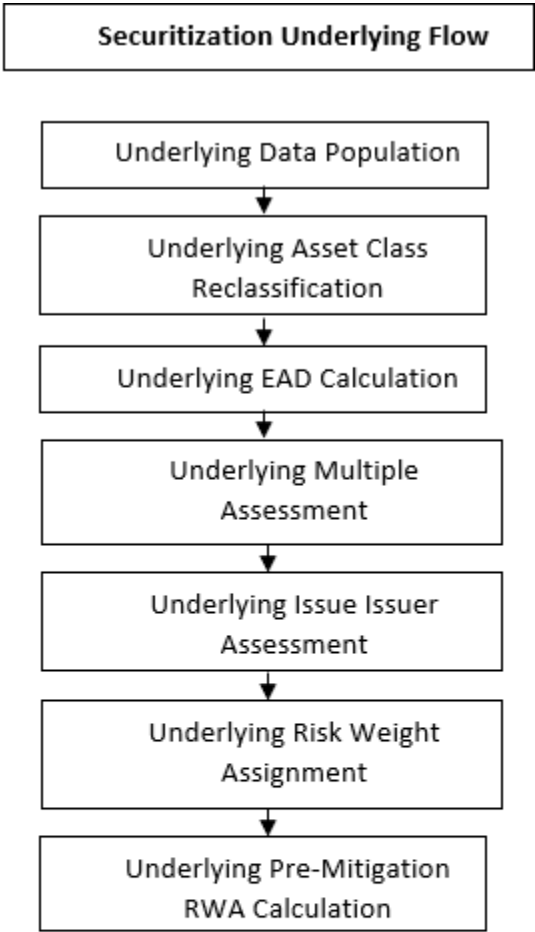 Securitization Underlying Flow
Underlying Data Population
Underlying Asset Class
Reclassification
Underlying EAD Calculation
Underlying Multiple
Assessment
Underlying Issue Issuer
Assessment
Underlying Risk Weight
Assignment
Underlying Pre-Mitigation
RWA Calculation